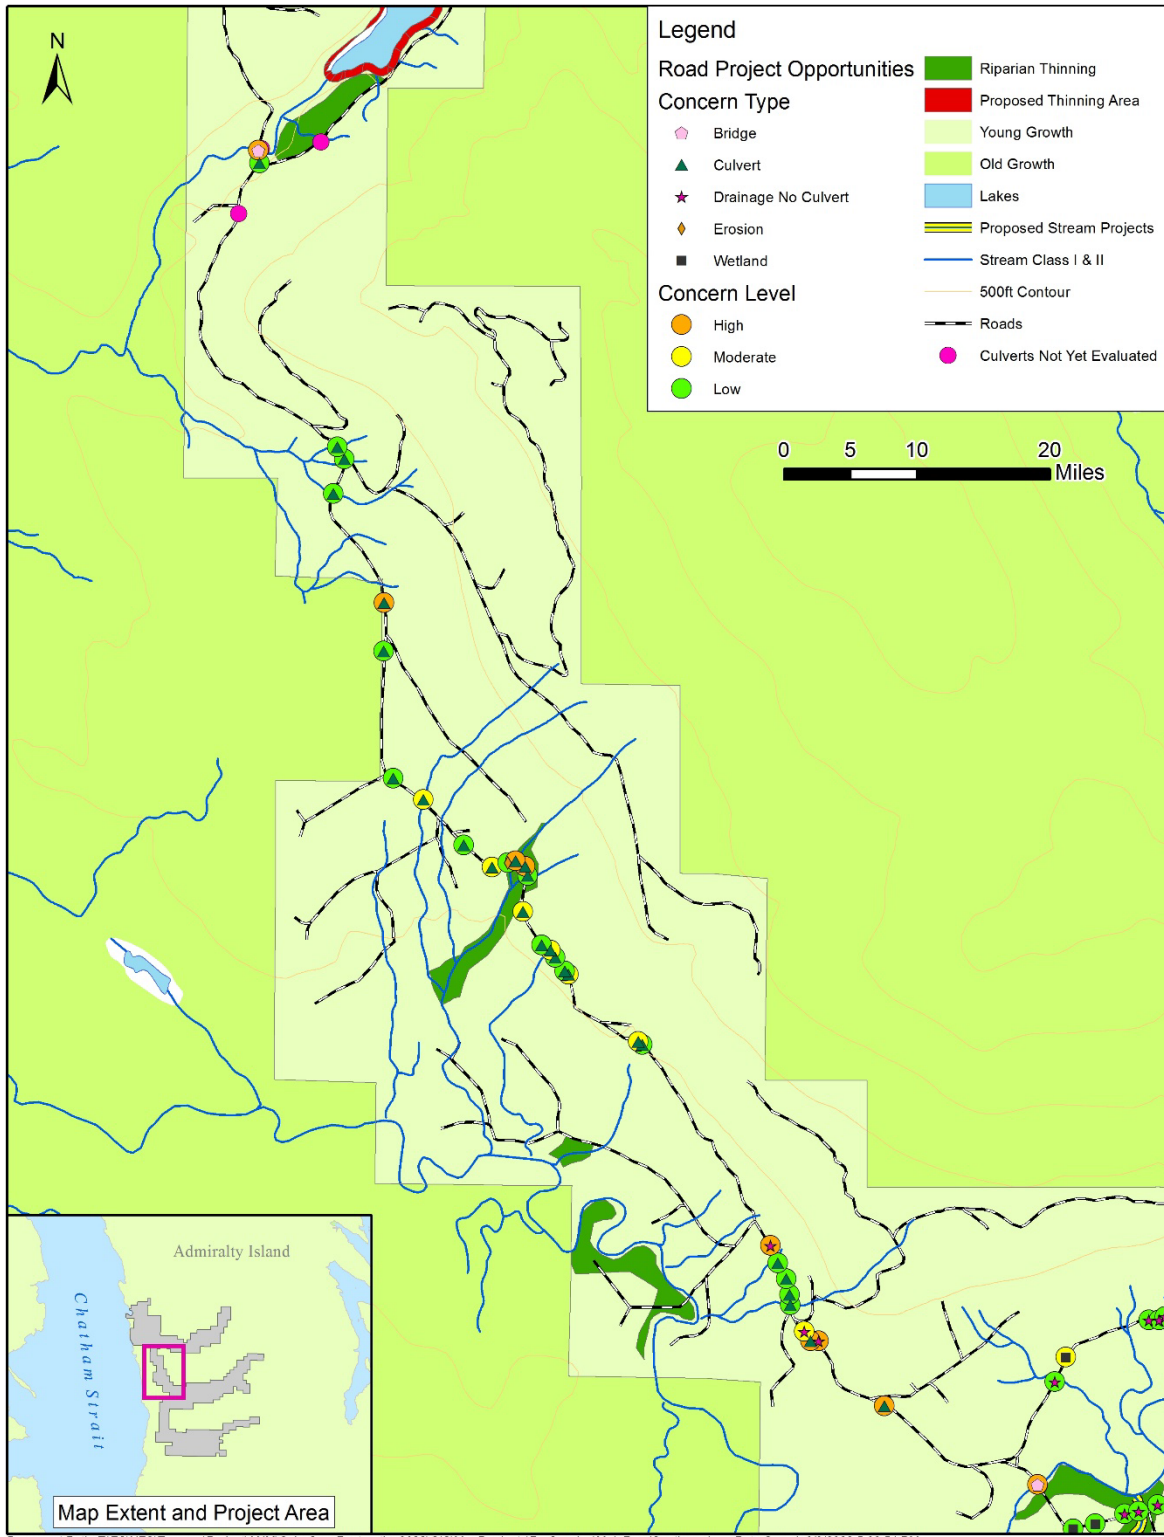 N
Legend
Road Project Opportunities
Concern Type
Bridge
Culvert
Drainage No Culvert
Erosion
Wetland
Concern Level
High
Moderate
Low
Riparian Thinning
Proposed Thinning Area
Young Growth
Old Growth
Lakes
Proposed Stream Projects
Stream Class I & II
500ft Contour
Roads
Culverts Not Yet Evaluated
0 5 10 20
Miles
Admiralty Island
Chatham Strait
Map Extent and Project Area